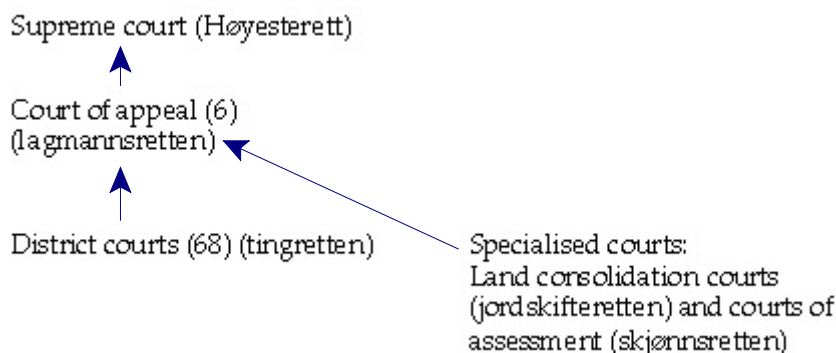 Supreme court (Høyesterett)
Court of appeal (6)
(lagmannsretten)
District courts (68) (tingretten)
Specialised courts:
Land consolidation courts
(jordskifteretten) and courts of
assessment (skjønnsretten)